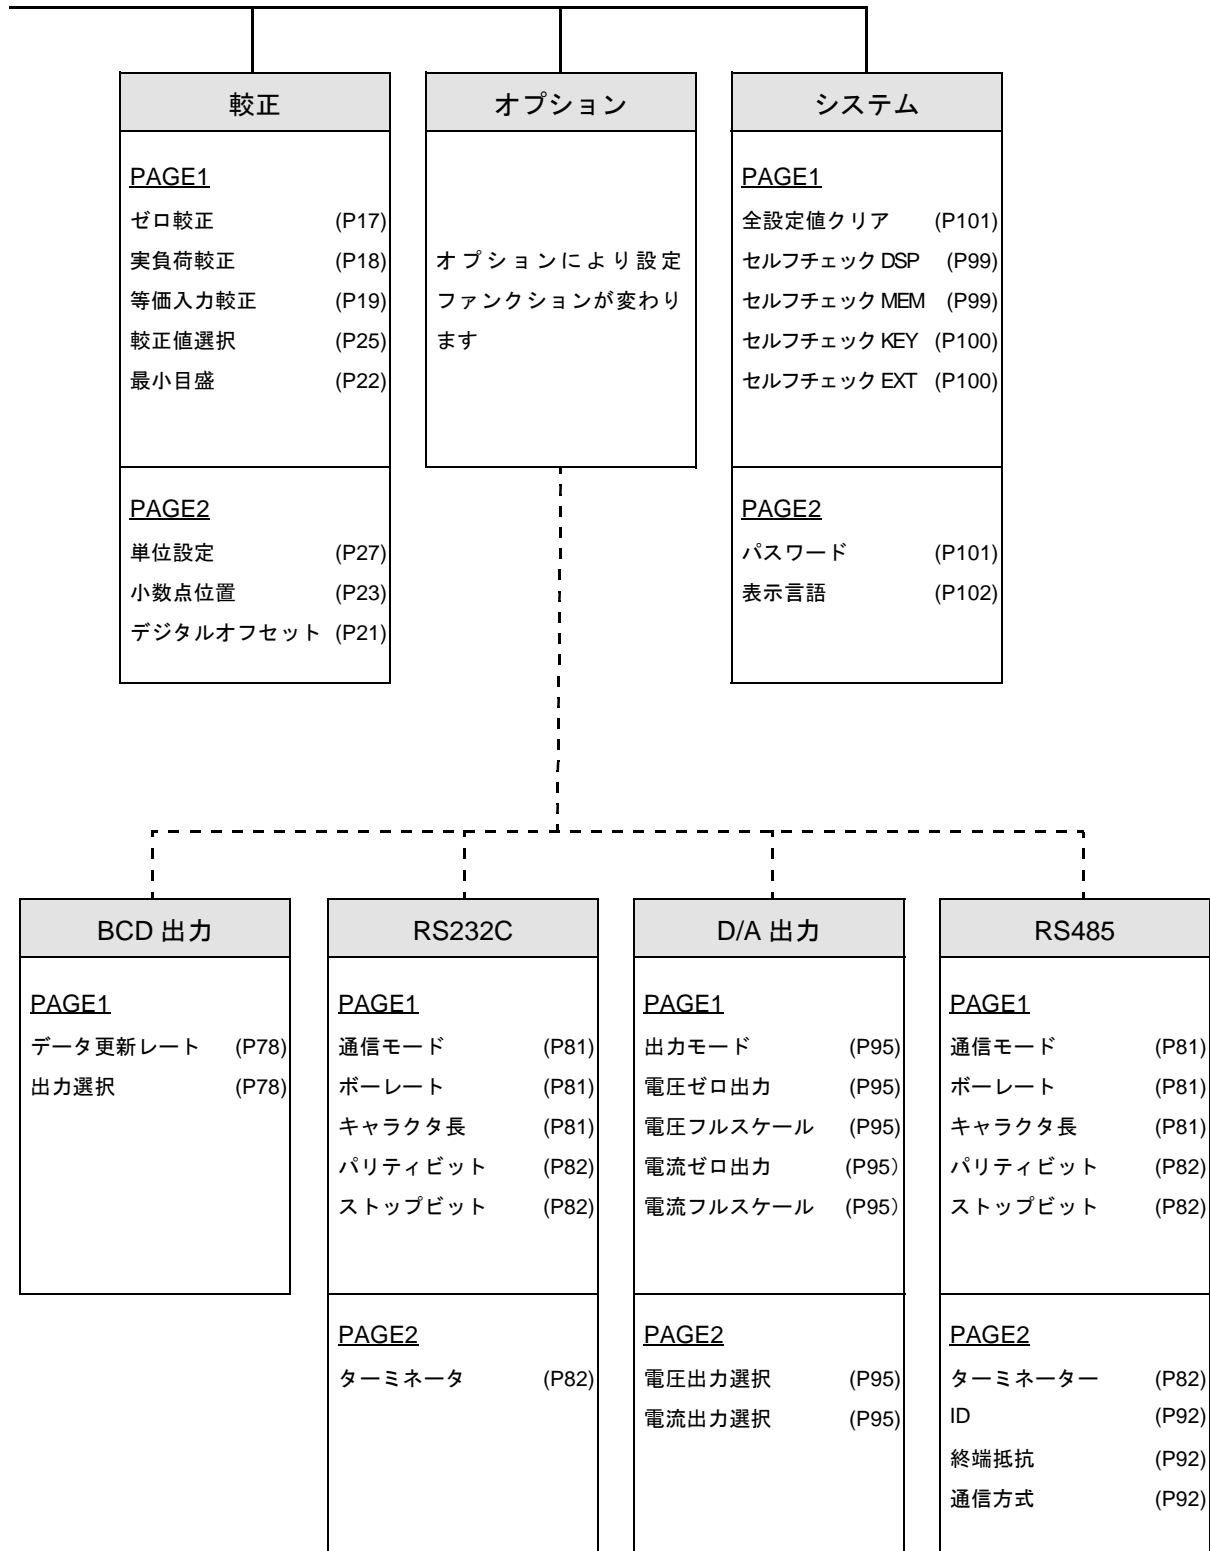 較正
PAGE1
ゼロ較正 (P17)
実負荷較正 (P18)
等価入力較正 (P19)
較正値選択 (P25)
最小目盛 (P22)
PAGE2
単位設定 (P27)
小数点位置 (P23)
デジタルオフセット (P21)
オプション
オプションにより設定
ファンクションが変わり
ます
システム
PAGE1
全設定値クリア (P101)
セルフチェック DSP (P99)
セルフチェック MEM (P99)
セルフチェック KEY (P100)
セルフチェック EXT (P100)
PAGE2
パスワード (P101)
表示言語 (P102)
BCD 出力
PAGE1
データ更新レート (P78)
出力選択 (P78)
RS232C
PAGE1
通信モード (P81)
ボーレート (P81)
キャラクタ長 (P81)
パリティビット (P82)
ストップビット (P82)
PAGE2
ターミネータ (P82)
D/A 出力
PAGE1
出力モード (P95)
電圧ゼロ出力 (P95)
電圧フルスケール (P95)
電流ゼロ出力 (P95）
電流フルスケール (P95）
PAGE2
電圧出力選択 (P95)
電流出力選択 (P95)
RS485
PAGE1
通信モード (P81)
ボーレート (P81)
キャラクタ長 (P81)
パリティビット (P82)
ストップビット (P82)
PAGE2
ターミネーター (P82)
ID (P92)
終端抵抗 (P92)
通信方式 (P92)